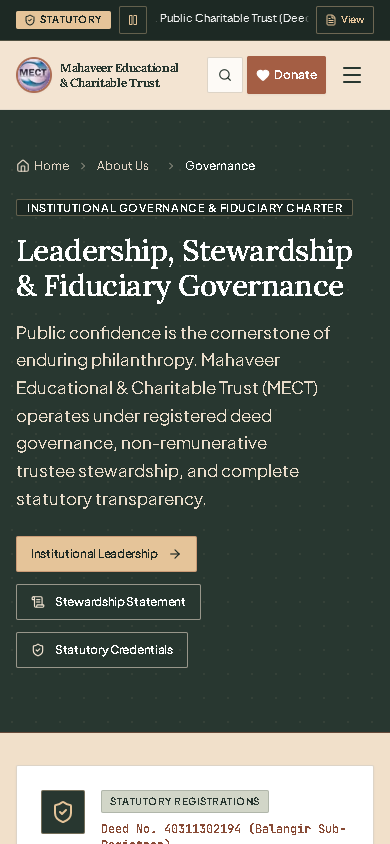 STATUTORY
Public Charitable Trust (Deed
View
MECT
Mahaveer Educational
& Charitable Trust
Donate
Home
About Us
Governance
INSTITUTIONAL GOVERNANCE & FIDUCIARY CHARTER
Leadership, Stewardship
& Fiduciary Governance
Public confidence is the cornerstone of
enduring philanthropy. Mahaveer
Educational & Charitable Trust (MECT)
operates under registered deed
governance, non-remunerative
trustee stewardship, and complete
statutory transparency.
Institutional Leadership
Stewardship Statement
Statutory Credentials
STATUTORY REGISTRATIONS
Deed No. 40311302194 (Balangir Sub-
Registrar)